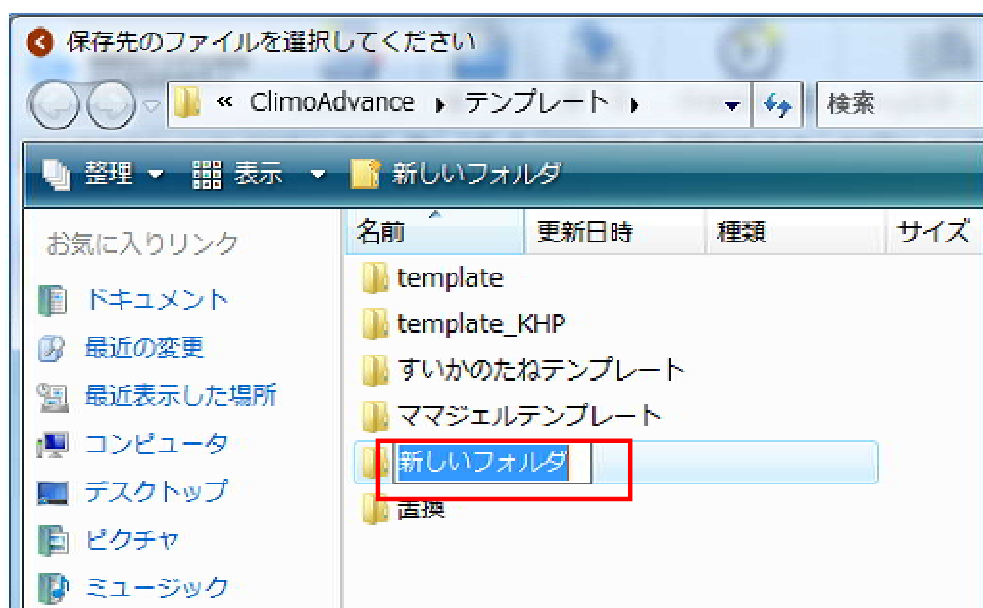 保存先のファイルを選択してください
« ClimoAdvance ▸ テンプレート ▸
検索
整理 表示 新しいフォルダ
お気に入りリンク
ドキュメント
最近の変更
最近表示した場所
コンピュータ
デスクトップ
ピクチャ
ミュージック
名前 更新日時 種類 サイズ
template
template_KHP
すいかのたねテンプレート
ママジェルテンプレート
新しいフォルダ
置換